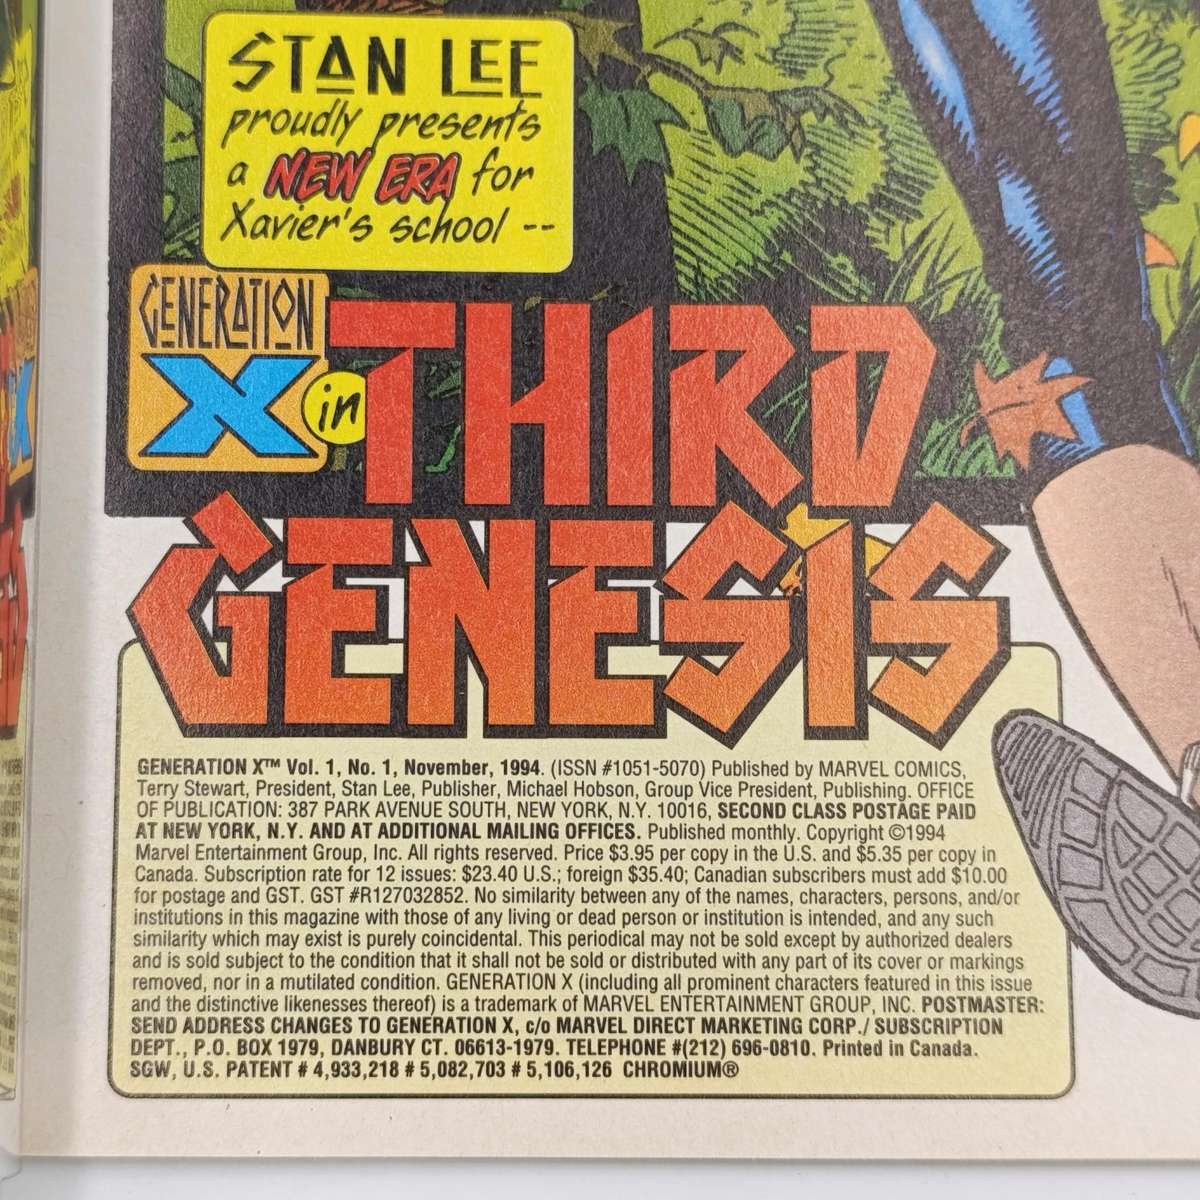 STAN LEE
proudly presents
a NEW ERA for
Xavier's school --
GENERATION
X
in
THIRD
GENESIS
GENERATION X™ Vol. 1, No. 1, November, 1994. (ISSN #1051-5070) Published by MARVEL COMICS,
Terry Stewart, President, Stan Lee, Publisher, Michael Hobson, Group Vice President, Publishing. OFFICE
OF PUBLICATION: 387 PARK AVENUE SOUTH, NEW YORK, N.Y. 10016, SECOND CLASS POSTAGE PAID
AT NEW YORK, N.Y. AND AT ADDITIONAL MAILING OFFICES. Published monthly. Copyright ©1994
Marvel Entertainment Group, Inc. All rights reserved. Price $3.95 per copy in the U.S. and $5.35 per copy in
Canada. Subscription rate for 12 issues: $23.40 U.S.; foreign $35.40; Canadian subscribers must add $10.00
for postage and GST. GST #R127032852. No similarity between any of the names, characters, persons, and/or
institutions in this magazine with those of any living or dead person or institution is intended, and any such
similarity which may exist is purely coincidental. This periodical may not be sold except by authorized dealers
and is sold subject to the condition that it shall not be sold or distributed with any part of its cover or markings
removed, nor in a mutilated condition. GENERATION X (including all prominent characters featured in this issue
and the distinctive likenesses thereof) is a trademark of MARVEL ENTERTAINMENT GROUP, INC. POSTMASTER:
SEND ADDRESS CHANGES TO GENERATION X, c/o MARVEL DIRECT MARKETING CORP./ SUBSCRIPTION
DEPT., P.O. BOX 1979, DANBURY CT. 06613-1979. TELEPHONE #(212) 696-0810. Printed in Canada.
SGW, U.S. PATENT # 4,933,218 # 5,082,703 # 5,106,126 CHROMIUM®